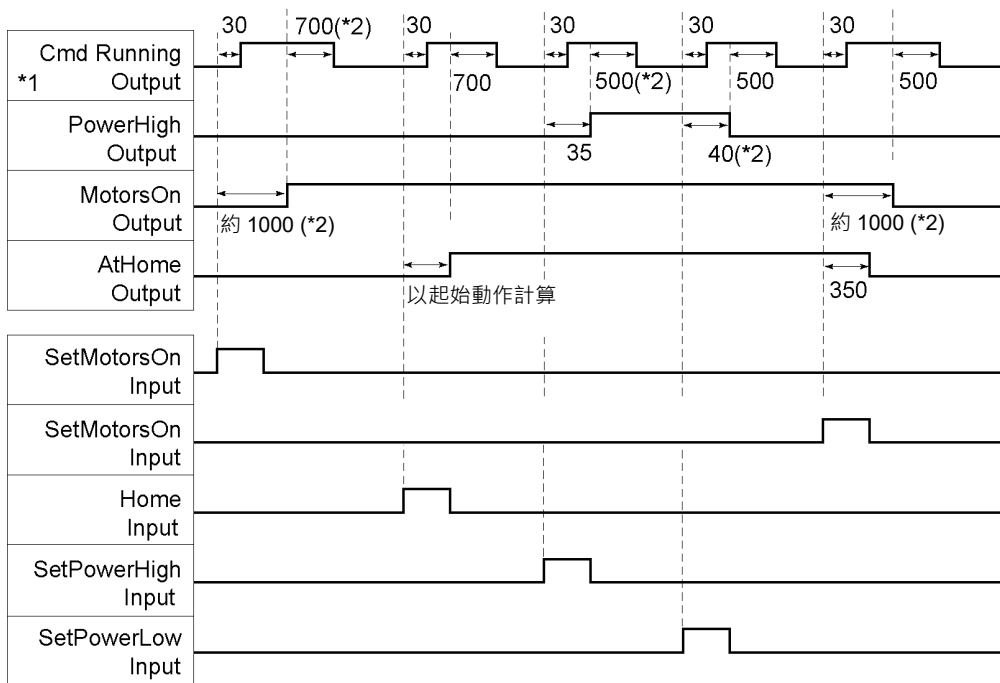 30 700(*2) 30 30 30 30
Cmd Running
*1 Output
700 500(*2) 500 500
PowerHigh
Output
35 40(*2)
MotorsOn
Output
約 1000 (*2) 約 1000 (*2)
AtHome
Output
以起始動作計算 350
SetMotorsOn
Input
SetMotorsOn
Input
Home
Input
SetPowerHigh
Input
SetPowerLow
Input